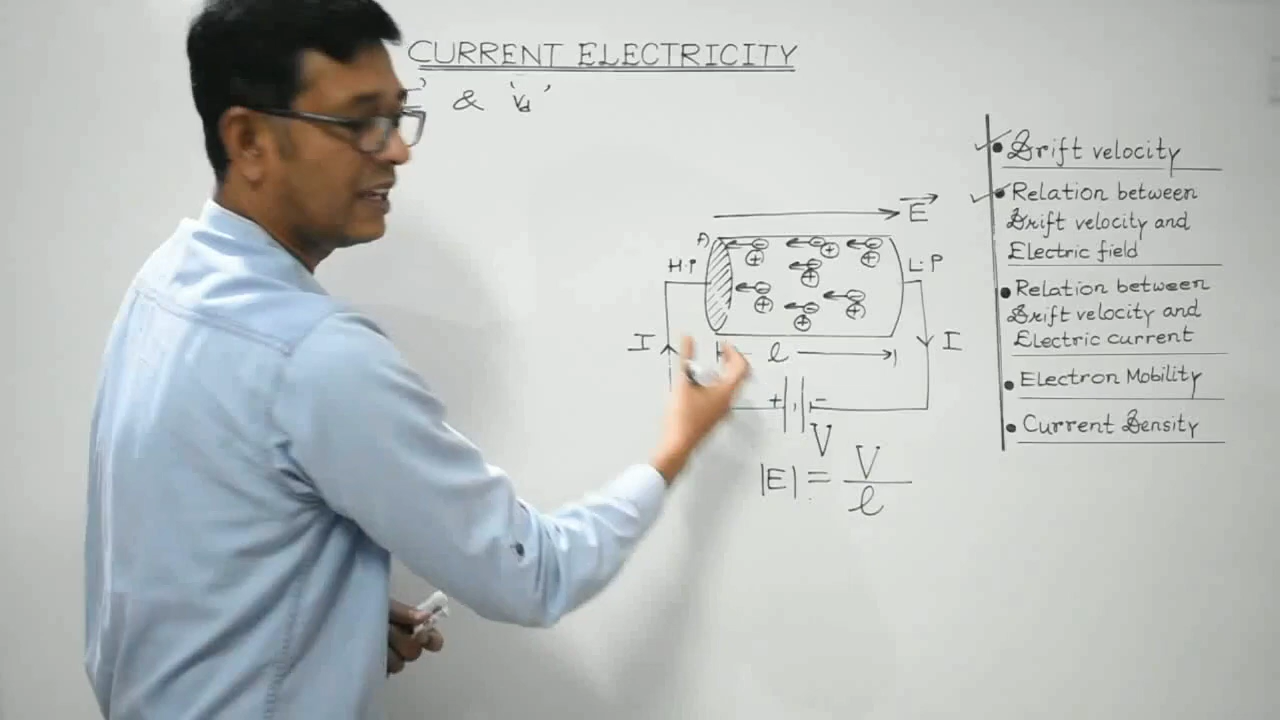 CURRENT ELECTRICITY
& 'vd'
E
A
H.P
L.P
I
I
l
+
-
V
|E| = V/l
• Drift velocity
• Relation between
Drift velocity and
Electric field
• Relation between
Drift velocity and
Electric current
• Electron Mobility
• Current Density